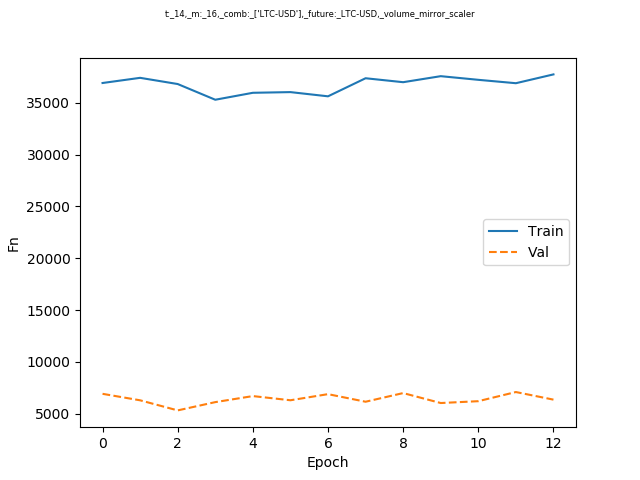 t:_14,_m:_16,_comb:_['LTC-USD'],_future:_LTC-USD,_volume_mirror_scaler
35000
30000
25000
20000
15000
10000
5000
Fn
Train
Val
0 2 4 6 8 10 12
Epoch